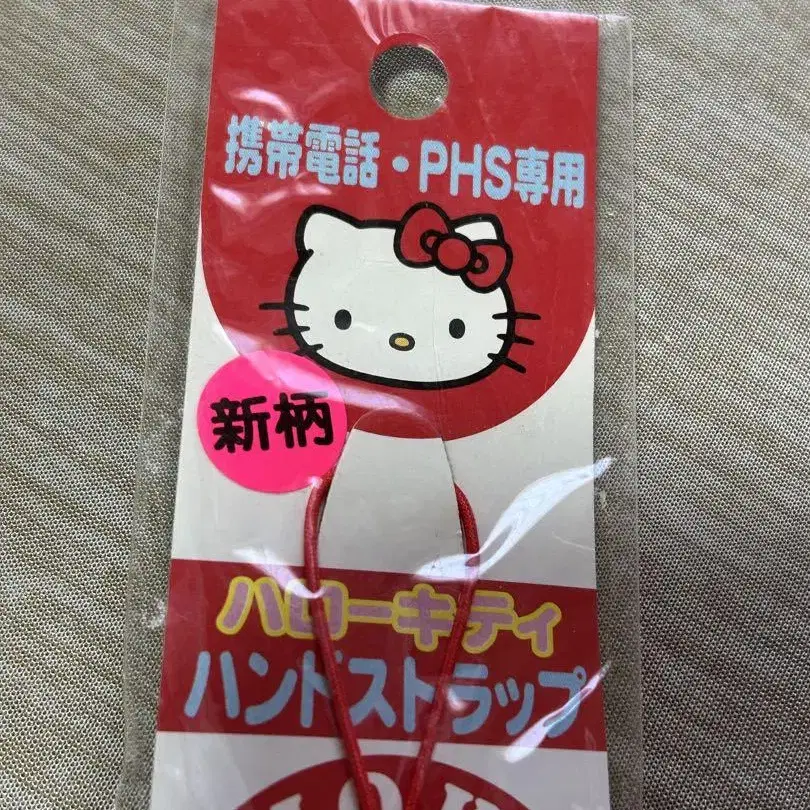 携帯電話・PHS専用
新柄
ハローキティ
ハンドストラップ